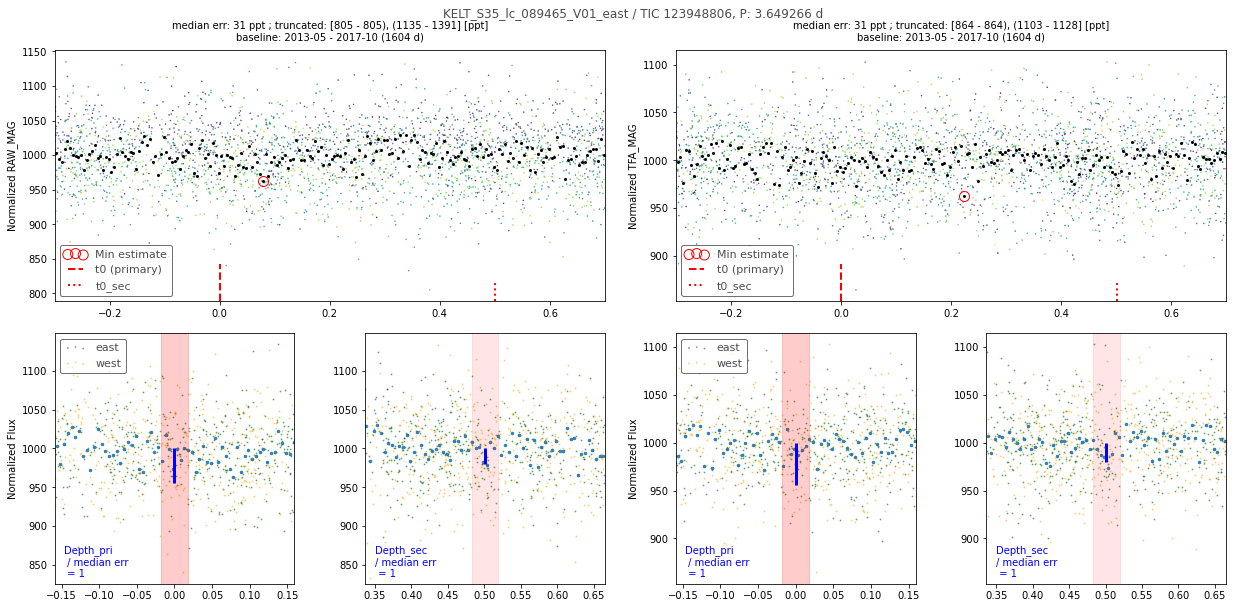 KELT_S35_lc_089465_V01_east / TIC 123948806, P: 3.649266 d
median err: 31 ppt ; truncated: [805 - 805), (1135 - 1391] [ppt]
baseline: 2013-05 - 2017-10 (1604 d)
median err: 31 ppt ; truncated: [864 - 864), (1103 - 1128] [ppt]
baseline: 2013-05 - 2017-10 (1604 d)
Normalized RAW_MAG
1150
1100
1050
1000
950
900
850
800
Min estimate
t0 (primary)
t0_sec
−0.2 0.0 0.2 0.4 0.6
Normalized TFA_MAG
1100
1050
1000
950
900
Min estimate
t0 (primary)
t0_sec
−0.2 0.0 0.2 0.4 0.6
Normalized Flux
1100
1050
1000
950
900
850
east
west
Depth_pri
/ median err
= 1
−0.15 −0.10 −0.05 0.00 0.05 0.10 0.15
1100
1050
1000
950
900
850
Depth_sec
/ median err
= 1
0.35 0.40 0.45 0.50 0.55 0.60 0.65
Normalized Flux
1100
1050
1000
950
900
east
west
Depth_pri
/ median err
= 1
−0.15 −0.10 −0.05 0.00 0.05 0.10 0.15
1100
1050
1000
950
900
Depth_sec
/ median err
= 1
0.35 0.40 0.45 0.50 0.55 0.60 0.65